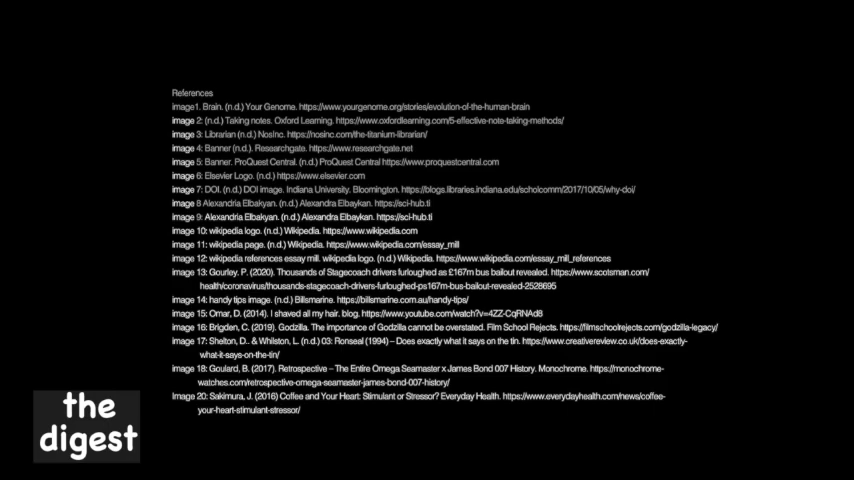 References
image1. Brain. (n.d.) Your Genome. https://www.yourgenome.org/stories/evolution-of-the-human-brain
image 2: (n.d.) Taking notes. Oxford Learning. https://www.oxfordlearning.com/5-effective-note-taking-methods/
image 3: Librarian (n.d.) NosInc. https://nosinc.com/the-titanium-librarian/
image 4: Banner (n.d.). Researchgate. https://www.researchgate.net
image 5: Banner. ProQuest Central. (n.d.) ProQuest Central https://www.proquestcentral.com
image 6: Elsevier Logo. (n.d.) https://www.elsevier.com
image 7: DOI. (n.d.) DOI image. Indiana University. Bloomington. https://blogs.libraries.indiana.edu/scholcomm/2017/10/05/why-doi/
image 8 Alexandria Elbakyan. (n.d.) Alexandra Elbaykan. https://sci-hub.ti
image 9: Alexandria Elbakyan. (n.d.) Alexandra Elbaykan. https://sci-hub.ti
image 10: wikipedia logo. (n.d.) Wikipedia. https://www.wikipedia.com
image 11: wikipedia page. (n.d.) Wikipedia. https://www.wikipedia.com/essay_mill
image 12: wikipedia references essay mill. wikipedia logo. (n.d.) Wikipedia. https://www.wikipedia.com/essay_mill_references
image 13: Gourley. P. (2020). Thousands of Stagecoach drivers furloughed as £167m bus bailout revealed. https://www.scotsman.com/
health/coronavirus/thousands-stagecoach-drivers-furloughed-ps167m-bus-bailout-revealed-2528695
image 14: handy tips image. (n.d.) Billsmarine. https://billsmarine.com.au/handy-tips/
image 15: Omar, D. (2014). I shaved all my hair. blog. https://www.youtube.com/watch?v=4ZZ-CqRNAd8
image 16: Brigden, C. (2019). Godzilla. The importance of Godzilla cannot be overstated. Film School Rejects. https://filmschoolrejects.com/godzilla-legacy/
image 17: Shelton, D.. & Whilston, L. (n.d.) 03: Ronseal (1994) – Does exactly what it says on the tin. https://www.creativereview.co.uk/does-exactly-
what-it-says-on-the-tin/
image 18: Goulard, B. (2017). Retrospective – The Entire Omega Seamaster x James Bond 007 History. Monochrome. https://monochrome-
watches.com/retrospective-omega-seamaster-james-bond-007-history/
Image 20: Sakimura, J. (2016) Coffee and Your Heart: Stimulant or Stressor? Everyday Health. https://www.everydayhealth.com/news/coffee-
your-heart-stimulant-stressor/
the
digest